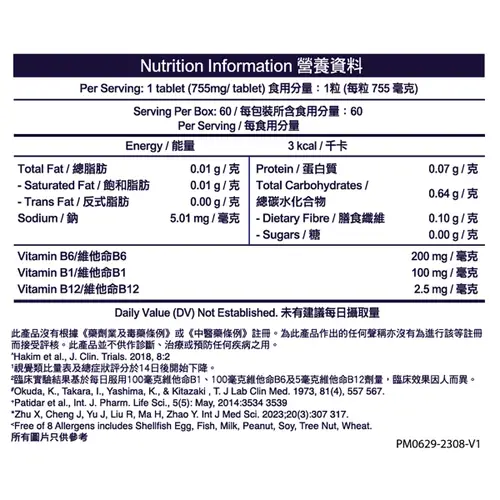 Nutrition Information 營養資料
Per Serving: 1 tablet (755mg/ tablet) 食用分量：1粒 (每粒 755 毫克)
Serving Per Box: 60 / 每包裝所含食用分量：60
Per Serving / 每食用分量
Energy / 能量 3 kcal / 千卡
Total Fat / 總脂肪 0.01 g / 克
- Saturated Fat / 飽和脂肪 0.01 g / 克
- Trans Fat / 反式脂肪 0.00 g / 克
Sodium / 鈉 5.01 mg / 毫克
Protein / 蛋白質 0.07 g / 克
Total Carbohydrates /
總碳水化合物 0.64 g / 克
- Dietary Fibre / 膳食纖維 0.10 g / 克
- Sugars / 糖 0.00 g / 克
Vitamin B6/維他命B6 200 mg / 毫克
Vitamin B1/維他命B1 100 mg / 毫克
Vitamin B12/維他命B12 2.5 mg / 毫克
Daily Value (DV) Not Established. 未有建議每日攝取量
此產品沒有根據《藥劑業及毒藥條例》或《中醫藥條例》註冊。為此產品作出的任何聲稱亦沒有為進行該等註冊
而接受評核。此產品並不供作診斷、治療或預防任何疾病之用。
*Hakim et al., J. Clin. Trials. 2018, 8:2
¹視覺類比量表及總症狀評分於14日後開始下降。
²臨床實驗結果基於每日服用100毫克維他命B1、100毫克維他命B6及5毫克維他命B12劑量，臨床效果因人而異。
⁺Okuda, K., Takara, I., Yashima, K., & Kitazaki , T. J Lab Clin Med. 1973, 81(4), 557 567.
^Patidar et al., Int. J. Pharm. Life Sci., 5(5): May, 2014:3534 3539
*Zhu X, Cheng J, Yu J, Liu R, Ma H, Zhao Y. Int J Med Sci. 2023;20(3):307 317.
<Free of 8 Allergens includes Shellfish Egg, Fish, Milk, Peanut, Soy, Tree Nut, Wheat.
所有圖片只供參考
PM0629-2308-V1